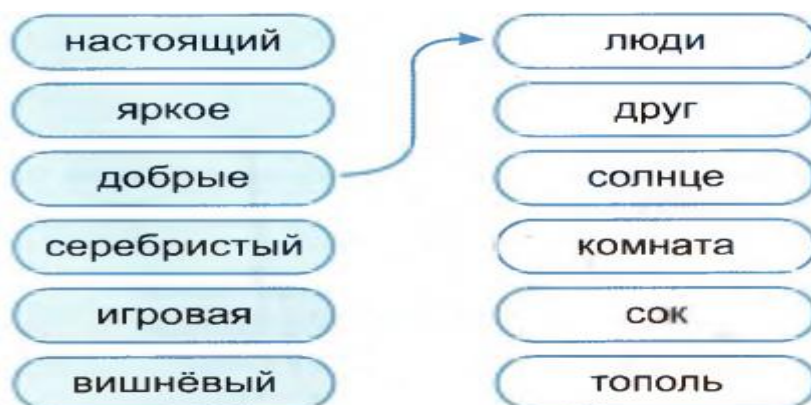 настоящий
люди
яркое
друг
добрые
солнце
серебристый
комната
игровая
сок
вишнёвый
тополь